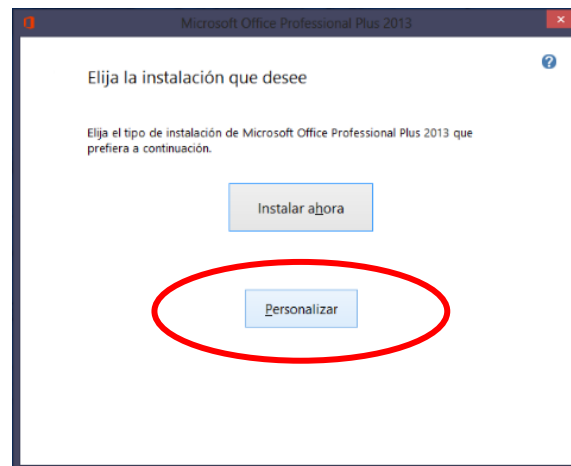 Microsoft Office Professional Plus 2013
Elija la instalación que desee
Elija el tipo de instalación de Microsoft Office Professional Plus 2013 que
prefiera a continuación.
Instalar ahora
Personalizar